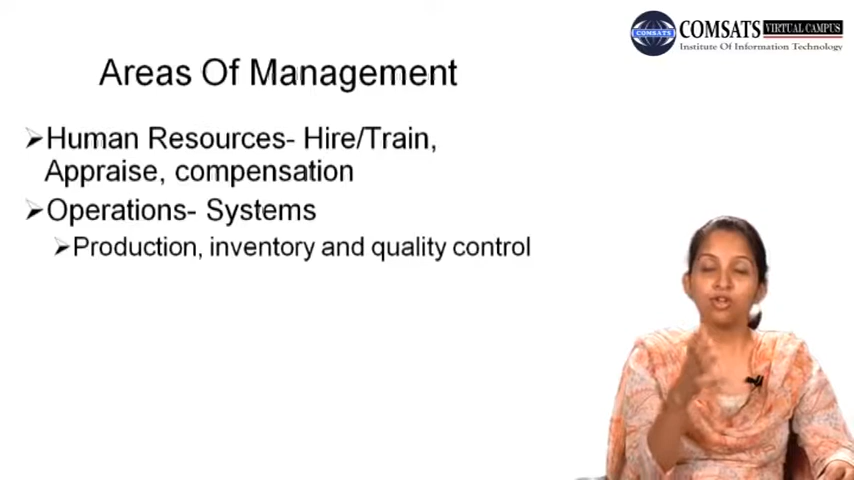 COMSATS VIRTUAL CAMPUS
COMSATS
Institute Of Information Technology
Areas Of Management
➢Human Resources- Hire/Train,
Appraise, compensation
➢Operations- Systems
➢Production, inventory and quality control